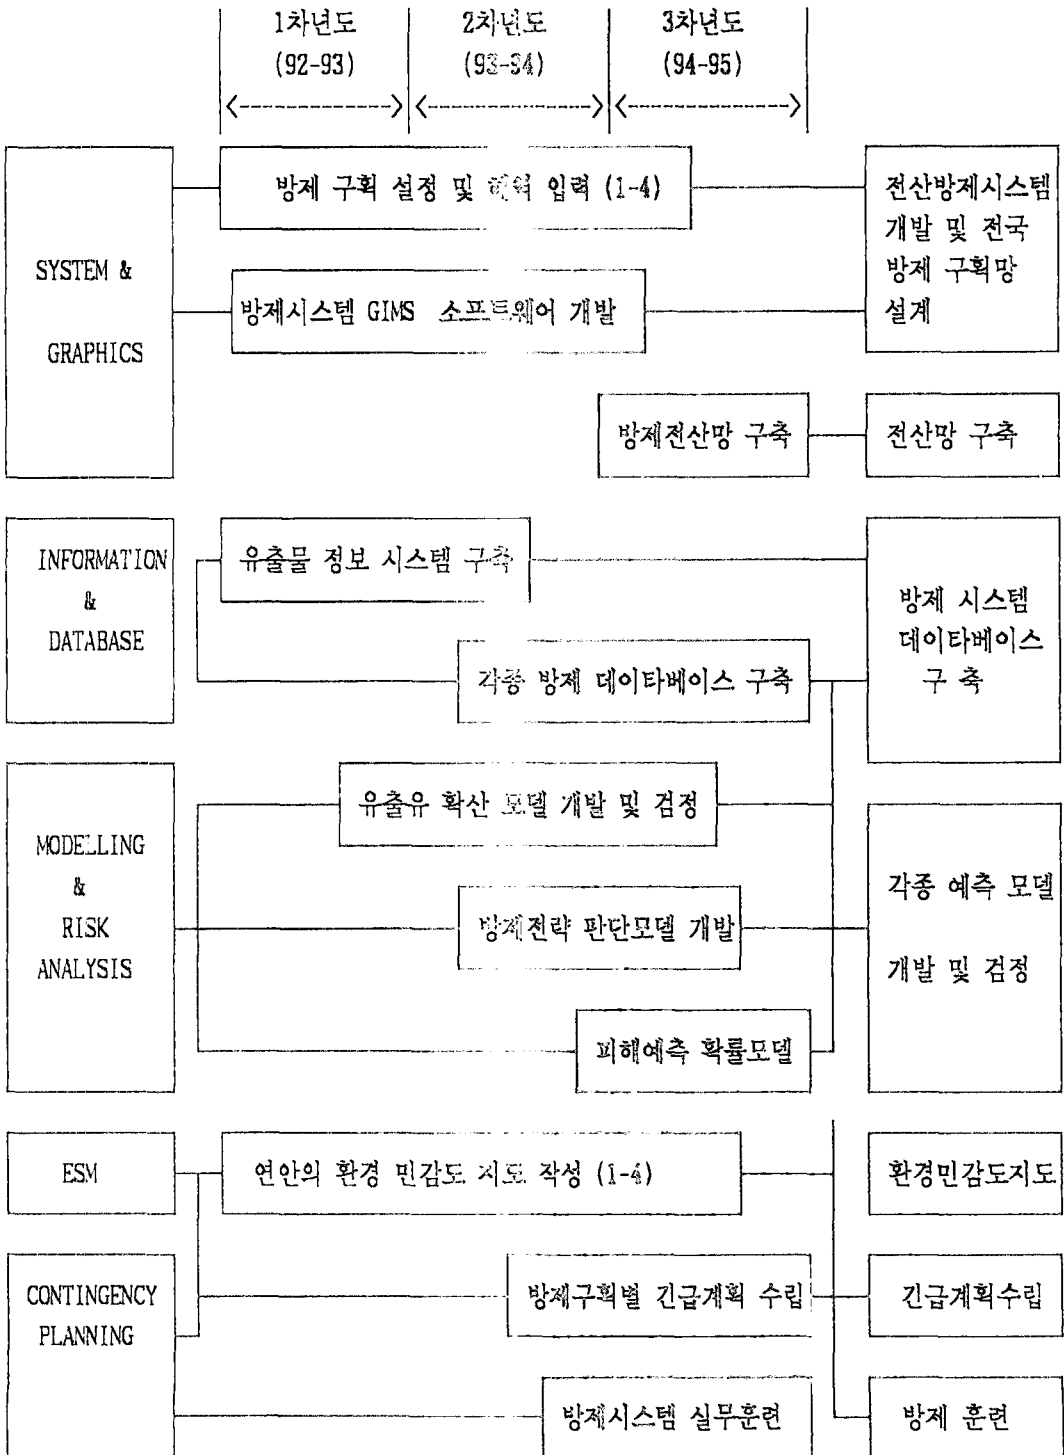 1차년도 2차년도 3차년도
(92-93) (93-94) (94-95)
방제 구획 설정 및 해역 입력 (1-4)
전산방제시스템
개발 및 전국
방제 구획망
설계
SYSTEM &
GRAPHICS
방제시스템 GIMS 소프트웨어 개발
방제전산망 구축
전산망 구축
INFORMATION
&
DATABASE
유출물 정보 시스템 구축
각종 방제 데이타베이스 구축
방제 시스템
데이타베이스
구 축
MODELLING
&
RISK
ANALYSIS
유출유 확산 모델 개발 및 검정
방제전략 판단모델 개발
피해예측 확률모델
각종 예측 모델
개발 및 검정
ESM
연안의 환경 민감도 지도 작성 (1-4)
환경민감도지도
CONTINGENCY
PLANNING
방제구획별 긴급계획 수립
긴급계획수립
방제시스템 실무훈련
방제 훈련